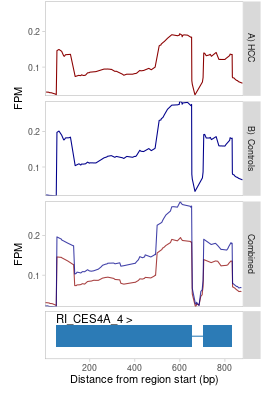 0.2
0.1
A) HCC
FPM
0.2
0.1
B) Controls
0.2
0.1
FPM
Combined
RI_CES4A_4 >
200 400 600 800
Distance from region start (bp)